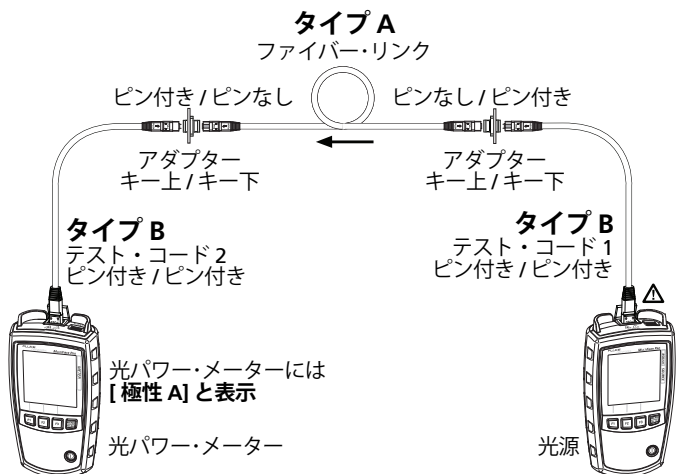 タイプ A
ファイバー・リンク
ピン付き / ピンなし
ピンなし / ピン付き
アダプター
キー上 / キー下
アダプター
キー上 / キー下
タイプ B
テスト・コード 2
ピン付き / ピン付き
タイプ B
テスト・コード 1
ピン付き / ピン付き
光パワー・メーターには
[ 極性 A] と表示
光パワー・メーター
光源